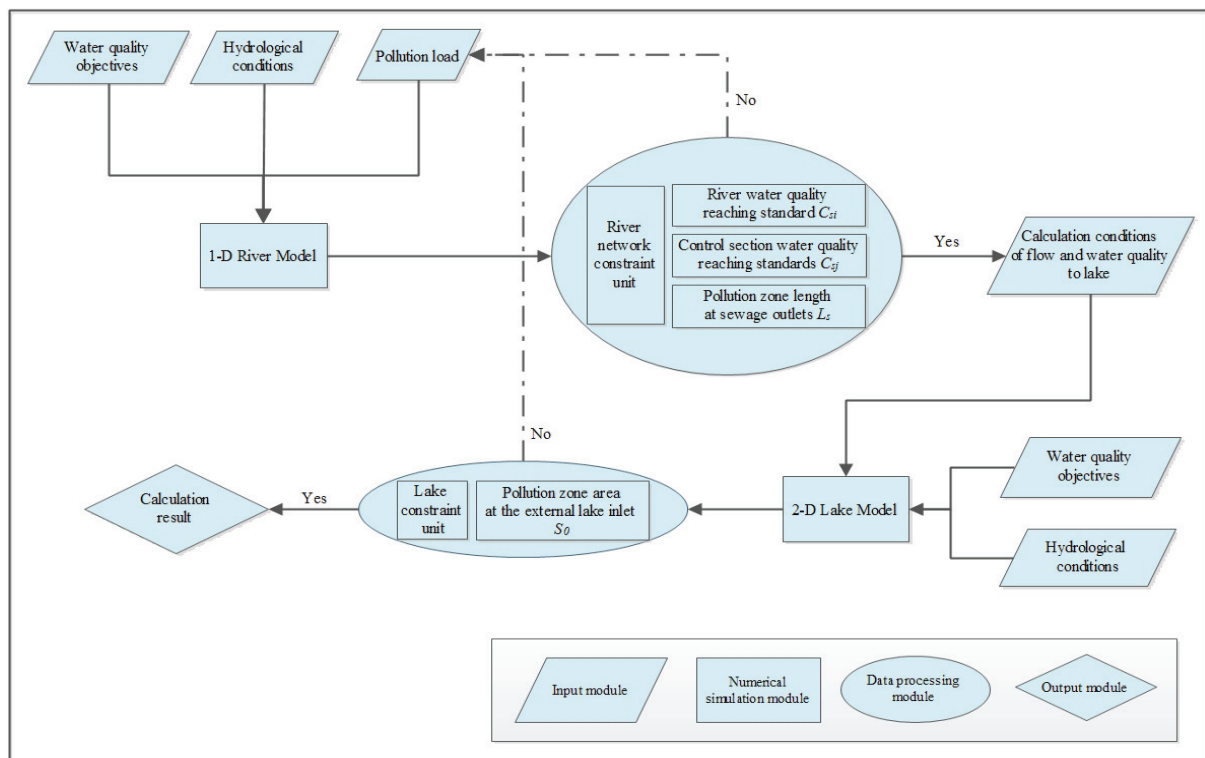 Water quality
objectives
Hydrological
conditions
Pollution load
No
1-D River Model
River
network
constraint
unit
River water quality
reaching standard Csi
Control section water quality
reaching standards Csj
Pollution zone length
at sewage outlets Ls
Yes
Calculation conditions
of flow and water quality
to lake
No
Calculation
result
Yes
Lake
constraint
unit
Pollution zone area
at the external lake inlet
S0
2-D Lake Model
Water quality
objectives
Hydrological
conditions
Input module
Numerical
simulation module
Data processing
module
Output module